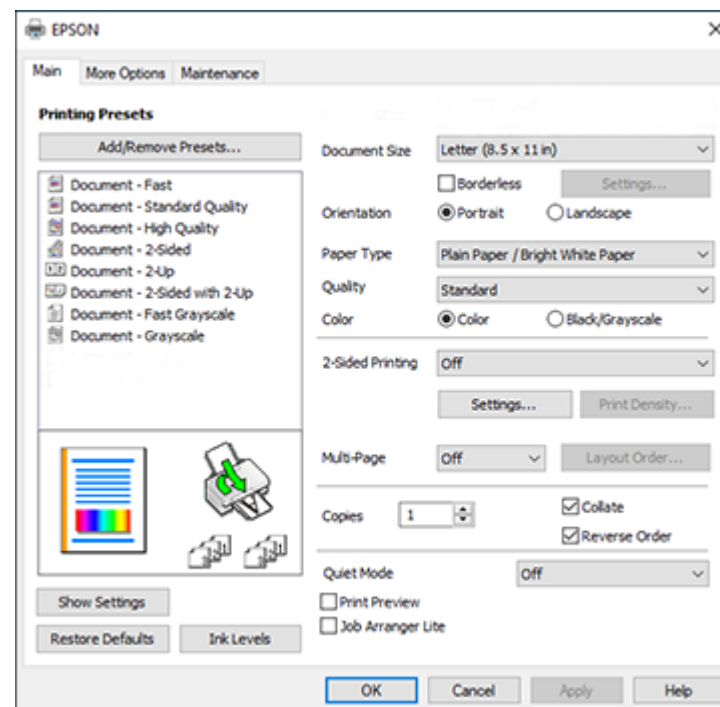 EPSON
Main More Options Maintenance
Printing Presets
Add/Remove Presets...
Document - Fast
Document - Standard Quality
Document - High Quality
Document - 2-Sided
Document - 2-Up
Document - 2-Sided with 2-Up
Document - Fast Grayscale
Document - Grayscale
Show Settings
Restore Defaults Ink Levels
Document Size Letter (8.5 x 11 in)
Borderless Settings...
Orientation Portrait Landscape
Paper Type Plain Paper / Bright White Paper
Quality Standard
Color Color Black/Grayscale
2-Sided Printing Off
Settings... Print Density...
Multi-Page Off Layout Order...
Copies 1 Collate
Reverse Order
Quiet Mode Off
Print Preview
Job Arranger Lite
OK Cancel Apply Help